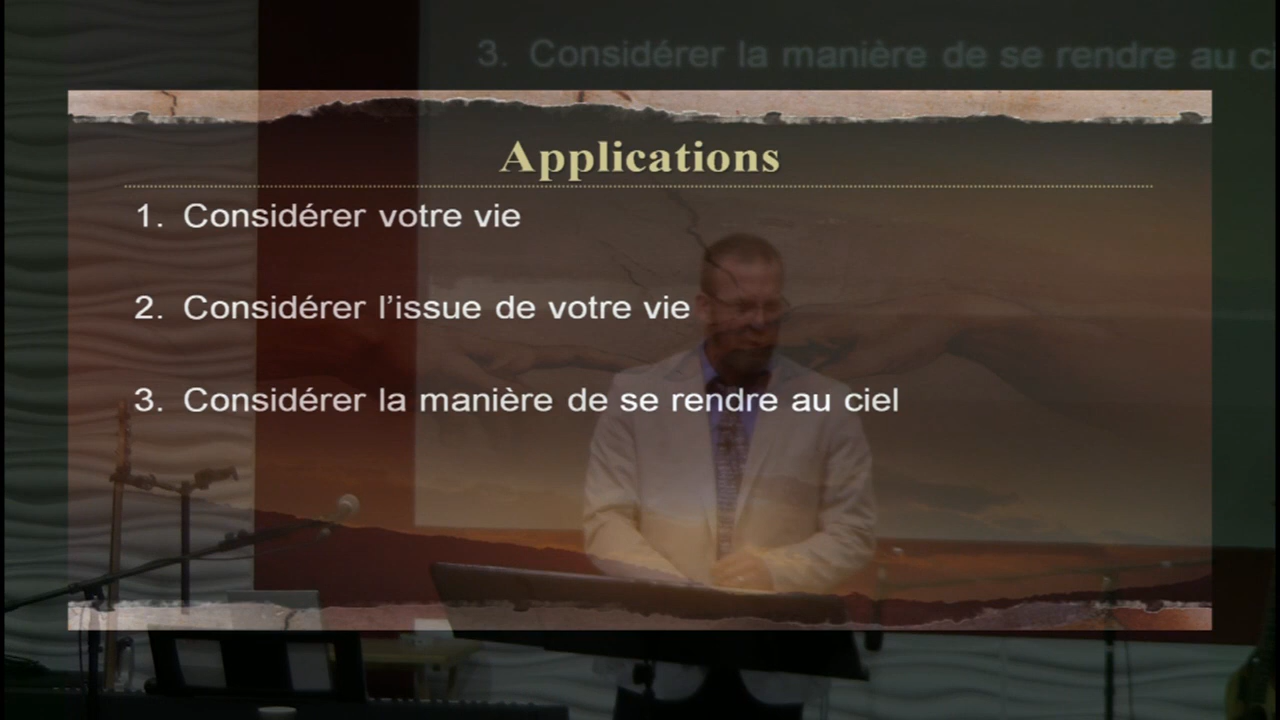 3. Considérer la manière de se rendre au
Applications
1. Considérer votre vie
2. Considérer l’issue de votre vie
3. Considérer la manière de se rendre au ciel